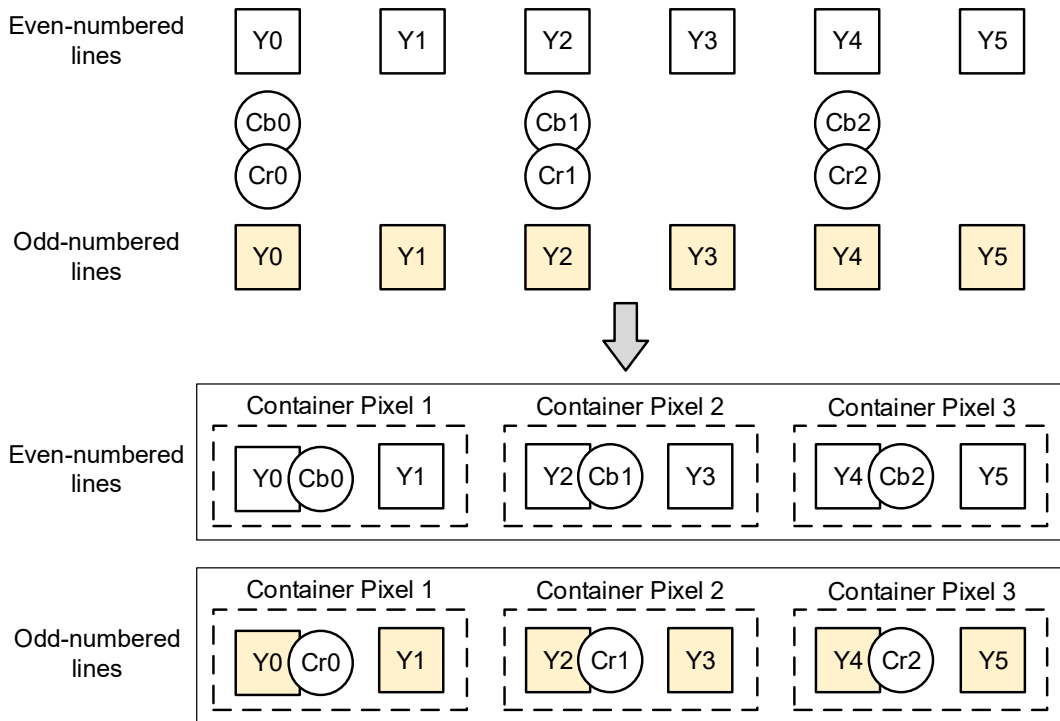 Even-numbered
lines
Y0 Y1 Y2 Y3 Y4 Y5
Cb0 Cb1 Cb2
Cr0 Cr1 Cr2
Odd-numbered
lines
Y0 Y1 Y2 Y3 Y4 Y5
Container Pixel 1 Container Pixel 2 Container Pixel 3
Even-numbered
lines
Y0 Cb0 Y1 Y2 Cb1 Y3 Y4 Cb2 Y5
Container Pixel 1 Container Pixel 2 Container Pixel 3
Odd-numbered
lines
Y0 Cr0 Y1 Y2 Cr1 Y3 Y4 Cr2 Y5